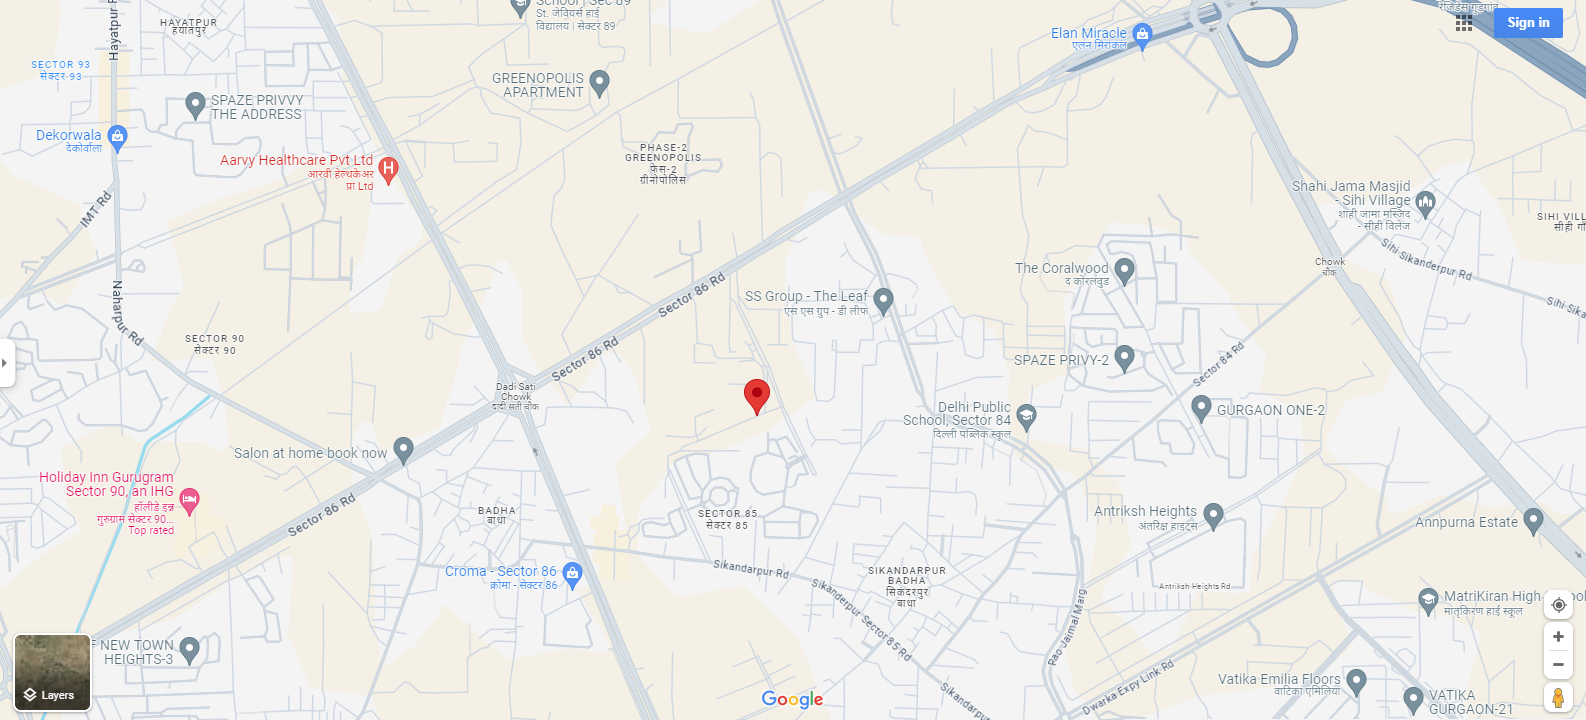 School | Sec 89
St. जेवियर्स हाई
विद्यालय | सेक्टर 89
HAYATPUR
हयातपुर
SECTOR 93
सेक्टर 93
SPAZE PRIVVY
THE ADDRESS
Dekorwala
देकोर्वाला
Aarvy Healthcare Pvt Ltd
आरवी हेल्थकेअर
प्रा Ltd
GREENOPOLIS
APARTMENT
PHASE-2
GREENOPOLIS
फेस-2
ग्रीनोपोलिस
Elan Miracle
एलन मिराकल
Sign in
IMT Rd
Naharpur Rd
SECTOR 90
सेक्टर 90
Shahi Jama Masjid
- Sihi Village
शाही जामा मस्जिद
- सीही विलेज
Sihi Sikanderpur Rd
Chowk
चौक
The Coralwood
द कोरलवुड
SS Group - The Leaf
एस एस ग्रुप - डी लीफ
Sector 86 Rd
Sector 86 Rd
SPAZE PRIVY-2
Sector 84 Rd
Dadi Sati
Chowk
दादी सती चौक
Delhi Public
School, Sector 84
दिल्ली पब्लिक स्कूल
GURGAON ONE-2
Salon at home book now
Holiday Inn Gurugram
Sector 90, an IHG
हॉलीडे इन्न
गुरुग्राम सेक्टर 90...
Top rated
Sector 86 Rd
BADHA
बाधा
SECTOR 85
सेक्टर 85
Antriksh Heights
अंतरिक्ष हाइट्स
Annpurna Estate
Croma - Sector 86
क्रोमा - सेक्टर 86
Sikandarpur Rd
SIKANDARPUR
BADHA
सिकंदरपुर
बाधा
Antriksh Heights Rd
Sikanderpur Sector 85 Rd
Rao Jaimal Marg
MatriKiran High
मातृकिरण हाई स्कूल
NEW TOWN
HEIGHTS-3
Layers
Google
Sikandarpur Rd
Dwarka Expy Link Rd
Vatika Emilia Floors
वाटिका एमिलिया
VATIKA
GURGAON-21